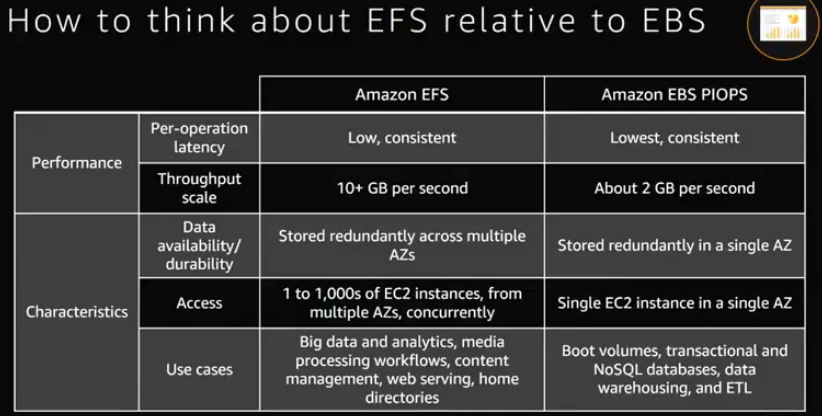 How to think about EFS relative to EBS
Amazon EFS
Amazon EBS PIOPS
Performance
Per-operation
latency
Low, consistent
Lowest, consistent
Throughput
scale
10+ GB per second
About 2 GB per second
Characteristics
Data
availability/
durability
Stored redundantly across multiple
AZs
Stored redundantly in a single AZ
Access
1 to 1,000s of EC2 instances, from
multiple AZs, concurrently
Single EC2 instance in a single AZ
Use cases
Big data and analytics, media
processing workflows, content
management, web serving, home
directories
Boot volumes, transactional and
NoSQL databases, data
warehousing, and ETL